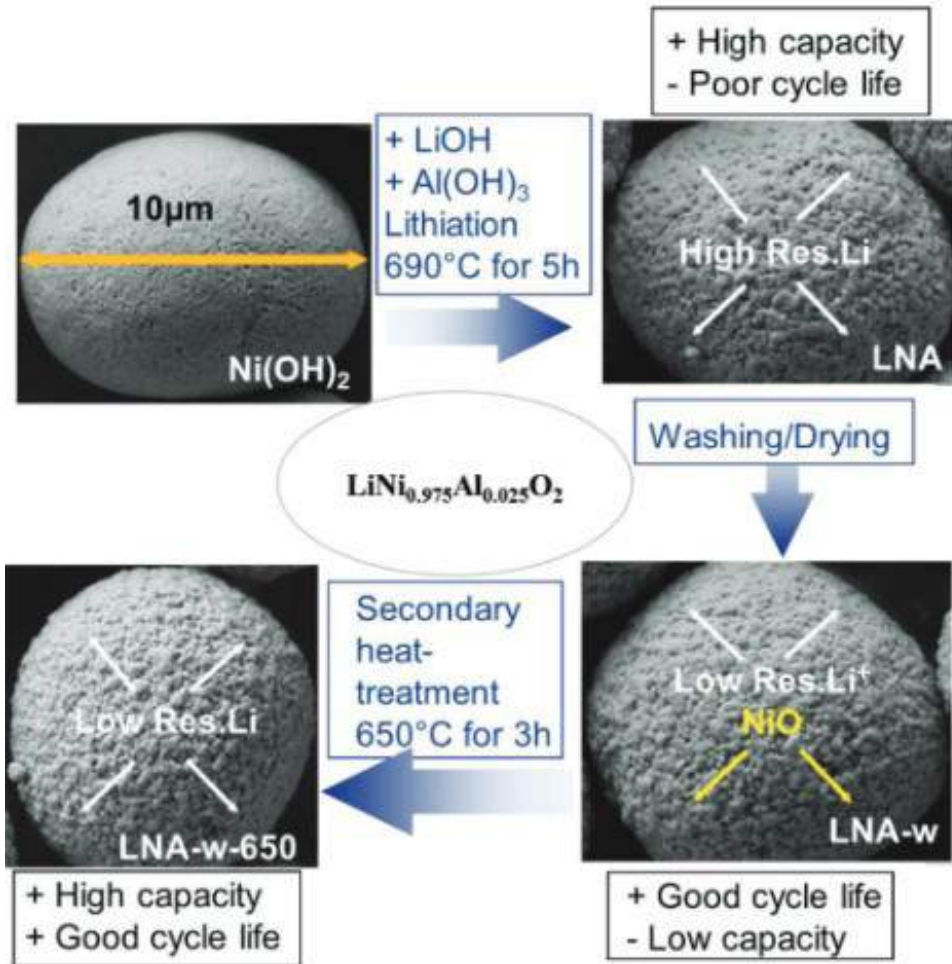 + High capacity
- Poor cycle life
10μm
Ni(OH)₂
+ LiOH
+ Al(OH)₃
Lithiation
690°C for 5h
High Res.Li
LNA
Washing/Drying
LiNi₀.₉₇₅Al₀.₀₂₅O₂
Low Res.Li⁺
NiO
LNA-w
+ Good cycle life
- Low capacity
Secondary
heat-
treatment
650°C for 3h
Low Res.Li
LNA-w-650
+ High capacity
+ Good cycle life